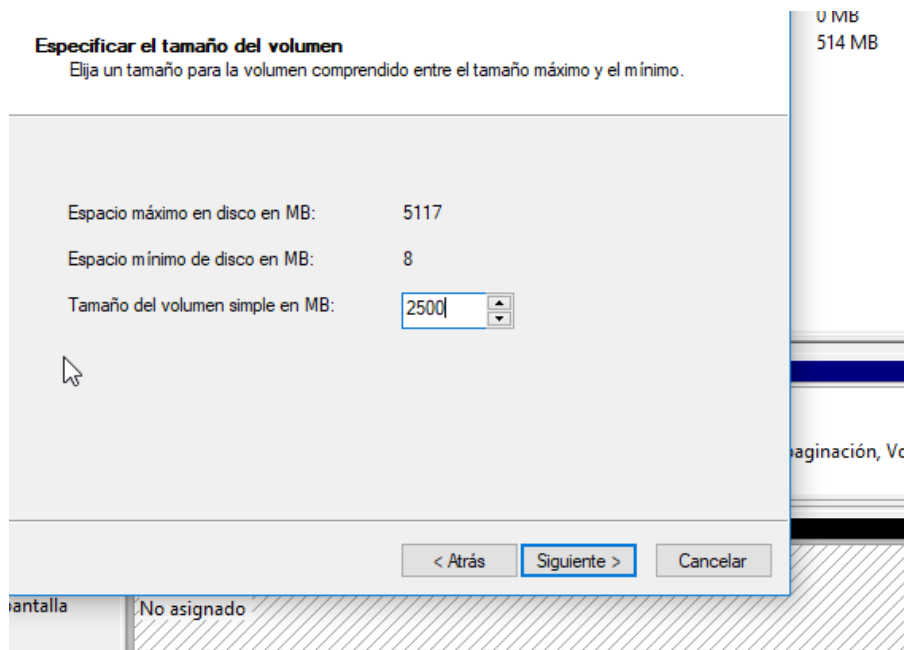 0 MB
514 MB
Especificar el tamaño del volumen
Elija un tamaño para la volumen comprendido entre el tamaño máximo y el mínimo.
Espacio máximo en disco en MB: 5117
Espacio mínimo de disco en MB: 8
Tamaño del volumen simple en MB: 2500
aginación, Vo
< Atrás Siguiente > Cancelar
antalla No asignado